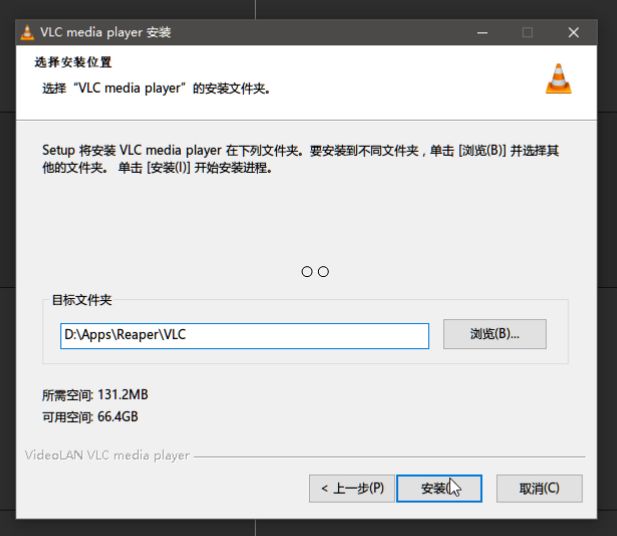 VLC media player 安装
选择安装位置
选择“VLC media player”的安装文件夹。
Setup 将安装 VLC media player 在下列文件夹。要安装到不同文件夹，单击 [浏览(B)] 并选择其
他的文件夹。 单击 [安装(I)] 开始安装进程。
目标文件夹
D:\Apps\Reaper\VLC
浏览(B)...
所需空间: 131.2MB
可用空间: 66.4GB
VideoLAN VLC media player
< 上一步(P)
安装(
取消(C)